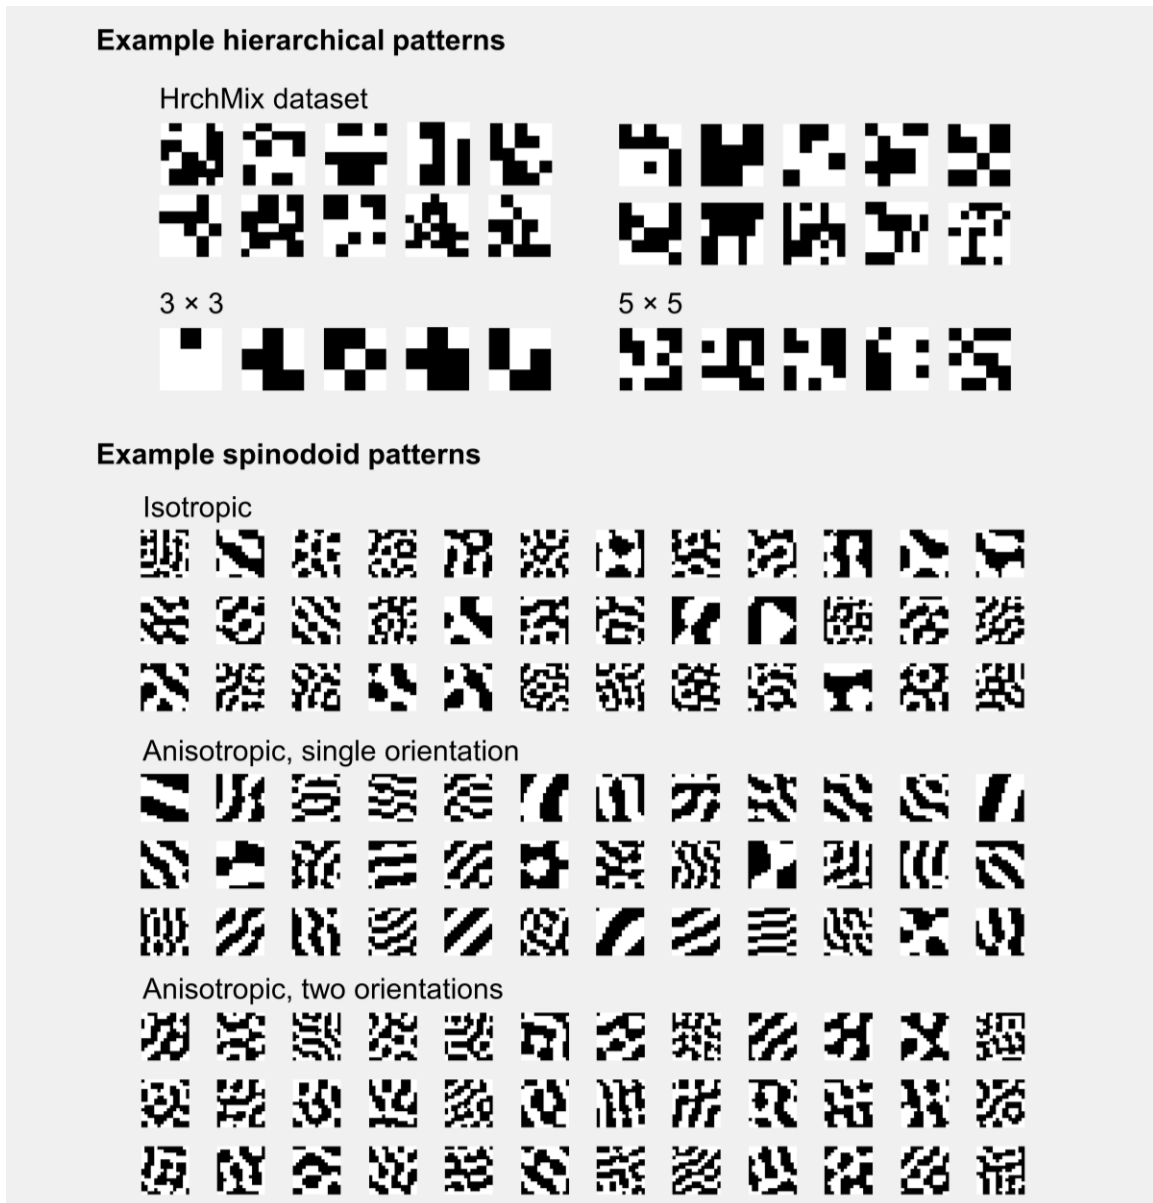 Example hierarchical patterns
HrchMix dataset
3 × 3
5 × 5
Example spinodoid patterns
Isotropic
Anisotropic, single orientation
Anisotropic, two orientations